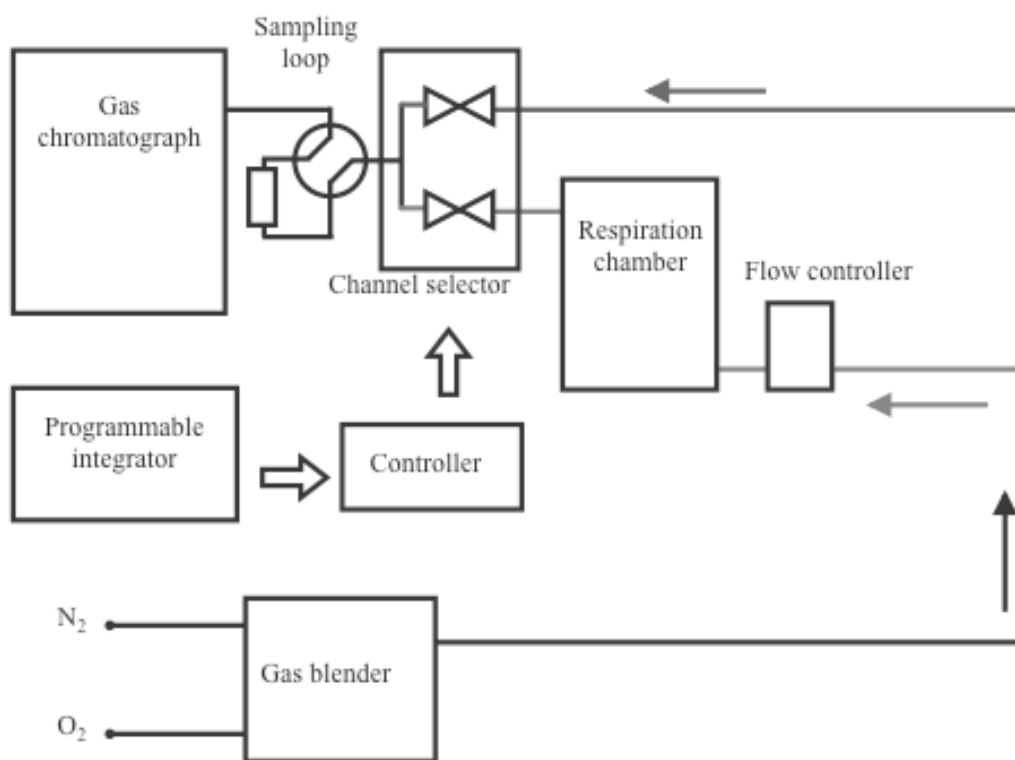 Sampling
loop
Gas
chromatograph
Respiration
chamber
Flow controller
Channel selector
Programmable
integrator
Controller
N₂
Gas blender
O₂